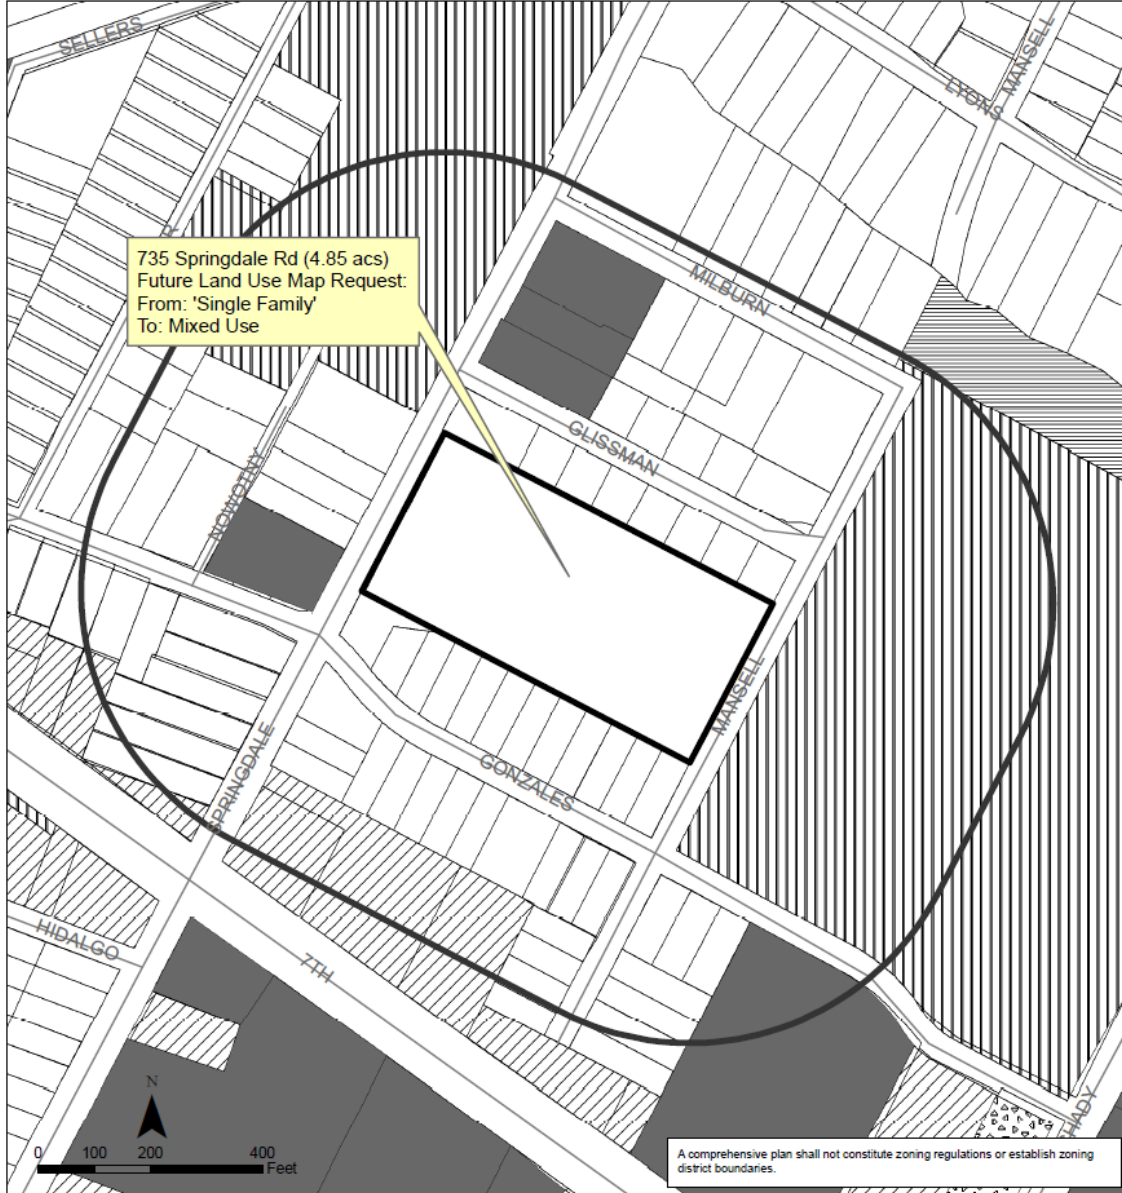 SELLERS
MANSELL
LYONS
R
735 Springdale Rd (4.85 acs)
Future Land Use Map Request:
From: 'Single Family'
To: Mixed Use
MILBURN
GLISSMAN
NOWOTNY
MANSELL
SPRINGDALE
GONZALES
HIDALGO
7TH
SHADY
N
0 100 200 400
Feet
A comprehensive plan shall not constitute zoning regulations or establish zoning
district boundaries.